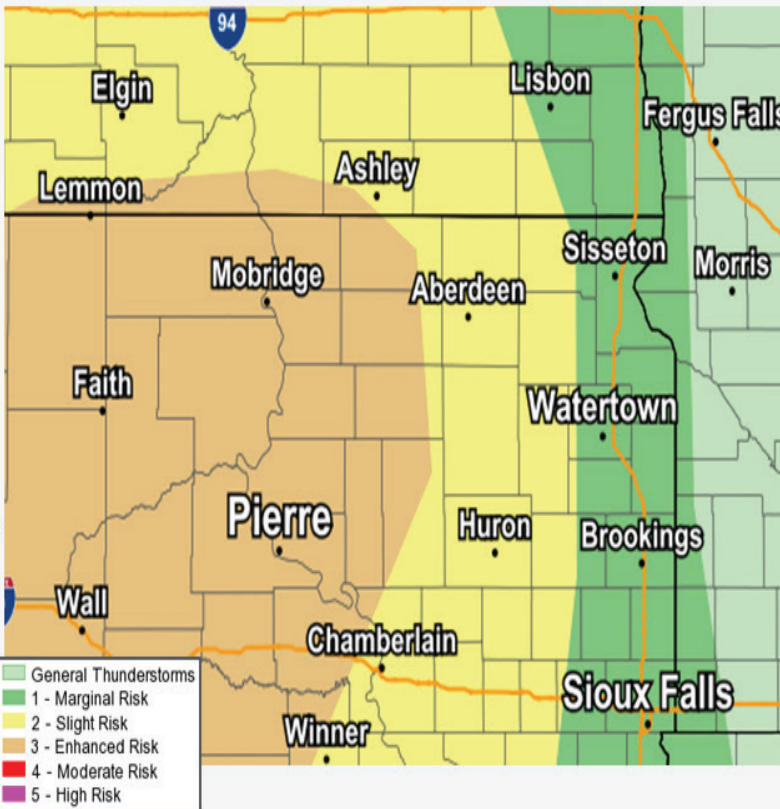 94
Elgin
Lisbon
Fergus Falls
Ashley
Lemmon
Sisseton
Morris
Mobridge
Aberdeen
Faith
Watertown
Pierre
Huron
Brookings
Wall
Chamberlain
Sioux Falls
Winner
General Thunderstorms
1 - Marginal Risk
2 - Slight Risk
3 - Enhanced Risk
4 - Moderate Risk
5 - High Risk